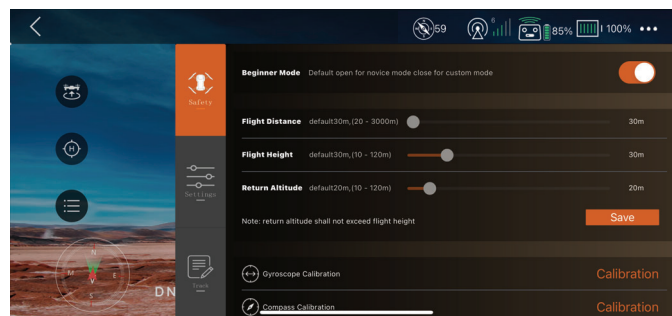 59 6 85% 100%
Safety
Beginner Mode Default open for novice mode close for custom mode
Flight Distance default30m,(20 - 3000m) 30m
Flight Height default30m,(10 - 120m) 30m
Return Altitude default20m,(10 - 120m) 20m
Note: return altitude shall not exceed flight height Save
H
Settings
Track
N
M E
S
DN
Gyroscope Calibration Calibration
Compass Calibration Calibration